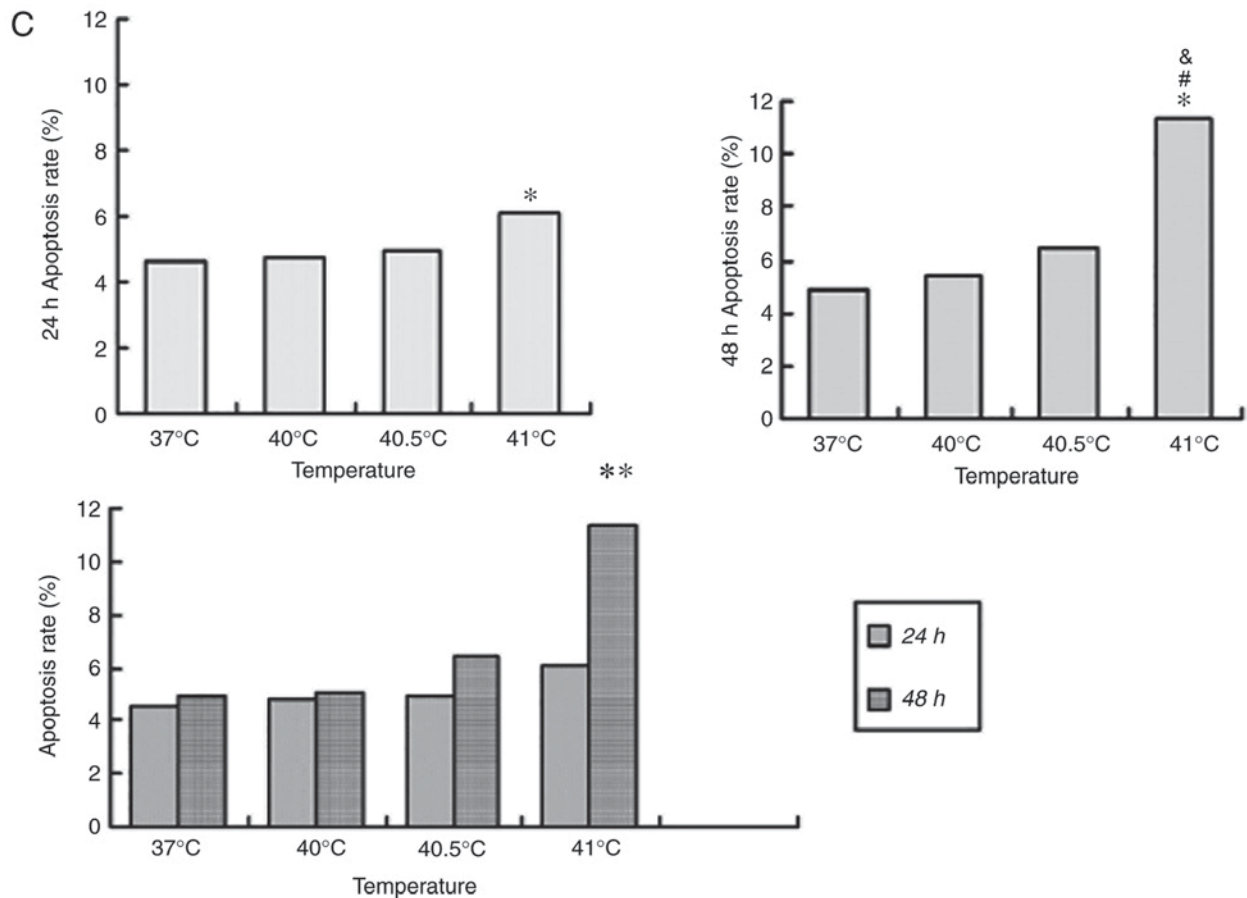 C
24 h Apoptosis rate (%)
12
10
8
6
4
2
0
*
37°C 40°C 40.5°C 41°C
Temperature
48 h Apoptosis rate (%)
12
10
8
6
4
2
0
&
#
*
37°C 40°C 40.5°C 41°C
Temperature
Apoptosis rate (%)
12
10
8
6
4
2
0
**
37°C 40°C 40.5°C 41°C
Temperature
24 h
48 h